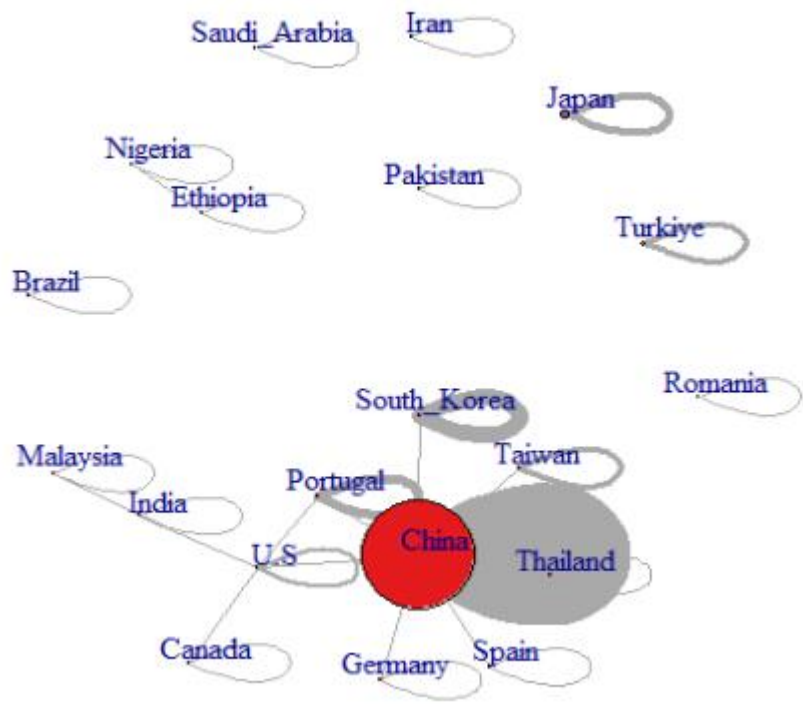 Saudi_Arabia
Iran
Japan
Nigeria
Pakistan
Ethiopia
Turkiye
Brazil
Romania
South_Korea
Malaysia
Taiwan
Portugal
India
China
U.S
Thailand
Canada
Germany
Spain